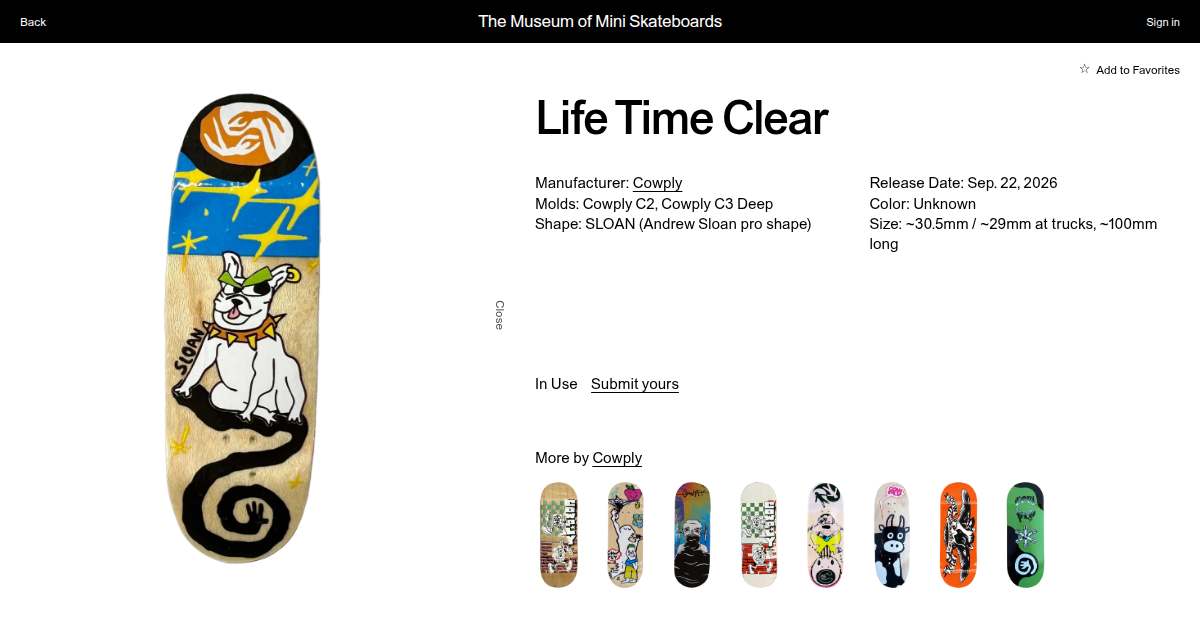 Back
The Museum of Mini Skateboards
Sign in
☆ Add to Favorites
Life Time Clear
Manufacturer: Cowply
Molds: Cowply C2, Cowply C3 Deep
Shape: SLOAN (Andrew Sloan pro shape)
Release Date: Sep. 22, 2026
Color: Unknown
Size: ~30.5mm / ~29mm at trucks, ~100mm
long
SLOAN
Close
In Use
Submit yours
More by Cowply